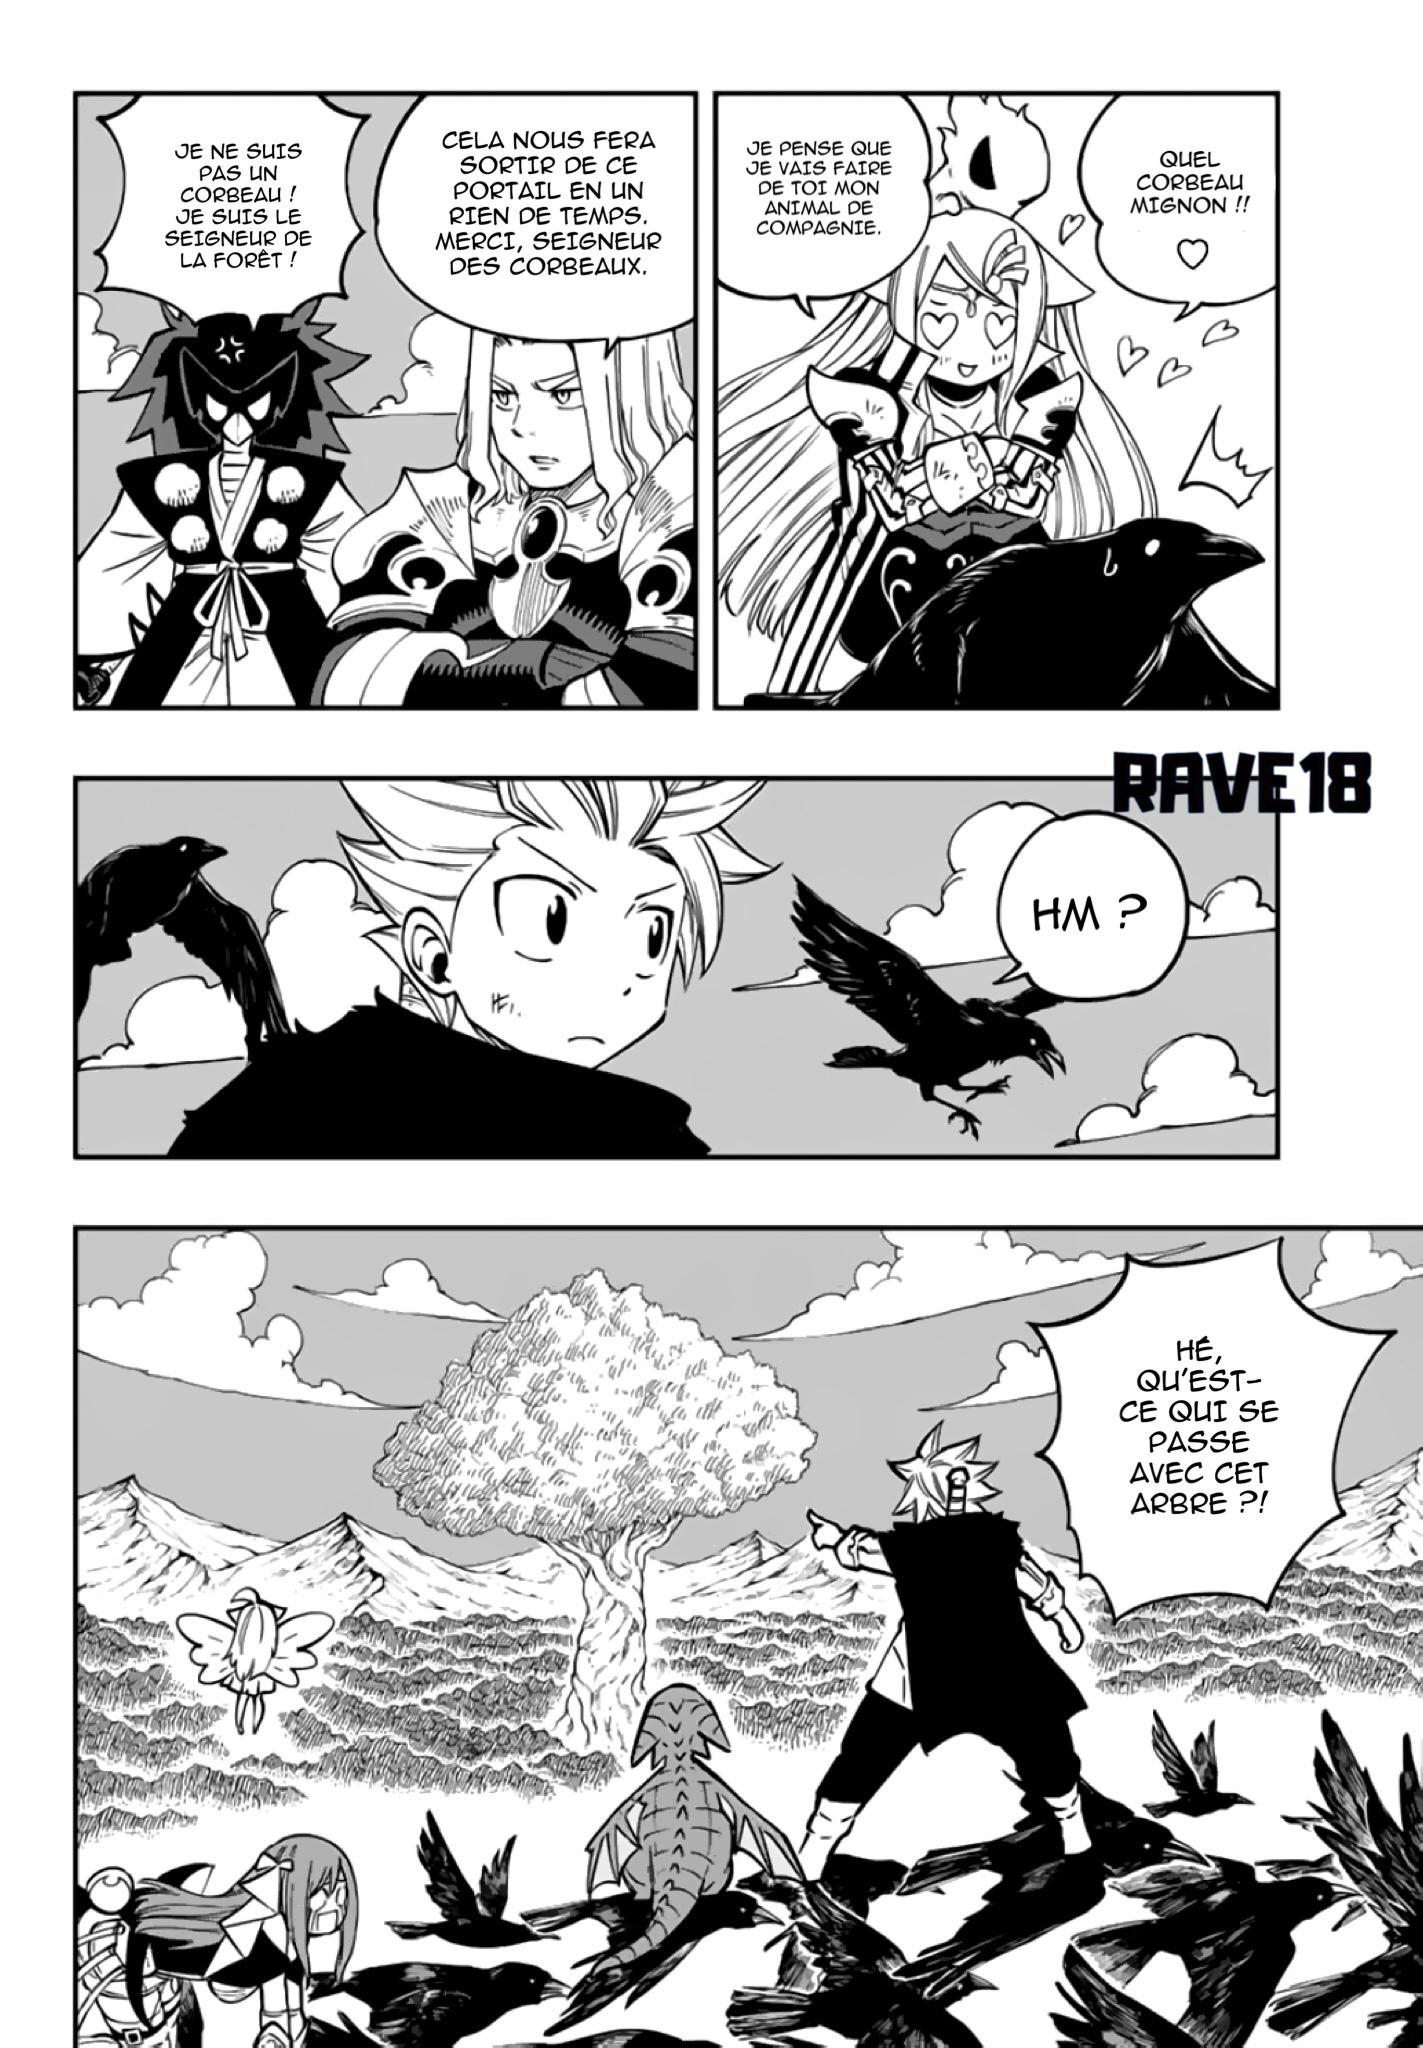 QUEL
CORBEAU
MIGNON !!
♡
JE PENSE QUE
JE VAIS FAIRE
DE TOI MON
ANIMAL DE
COMPAGNIE.
CELA NOUS FERA
SORTIR DE CE
PORTAIL EN UN
RIEN DE TEMPS.
MERCI, SEIGNEUR
DES CORBEAUX.
JE NE SUIS
PAS UN
CORBEAU !
JE SUIS LE
SEIGNEUR DE
LA FORÊT !
RAVE18
HM ?
HÉ,
QU'EST-
CE QUI SE
PASSE
AVEC CET
ARBRE ?!